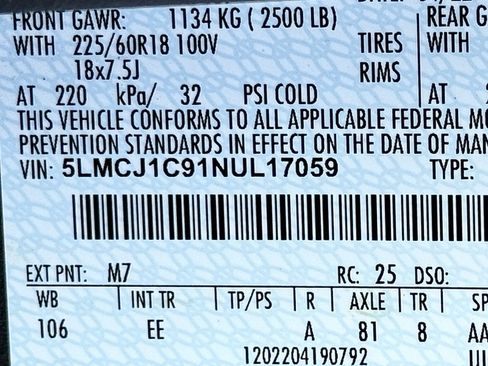 FRONT GAWR: 1134 KG ( 2500 LB) REAR G
WITH 225/60R18 100V TIRES WITH
18x7.5J RIMS
AT 220 kPa/ 32 PSI COLD AT
THIS VEHICLE CONFORMS TO ALL APPLICABLE FEDERAL MO
PREVENTION STANDARDS IN EFFECT ON THE DATE OF MAN
VIN: 5LMCJ1C91NUL17059 TYPE:
EXT PNT: M7 RC: 25 DSO:
WB INT TR TP/PS R AXLE TR SP
106 EE A 81 8 AA
1202204190792